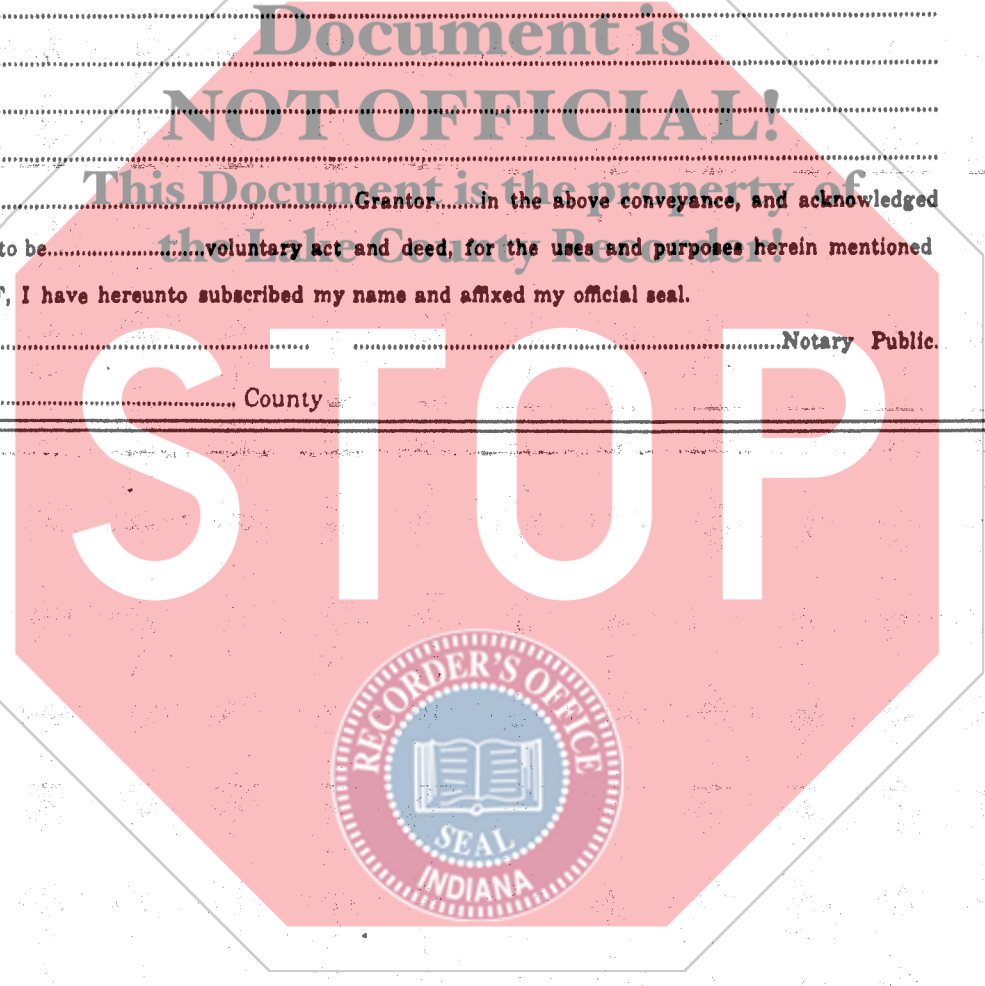 Document is
NOT OFFICIAL!
This Document is the property of
Grantor.......in the above conveyance, and acknowledged
the Lake County Recorder!
to be............................voluntary act and deed, for the uses and purposes herein mentioned
I have hereunto subscribed my name and affixed my official seal.
Notary Public.
County
STOP
RECORDER'S OFFICE
SEAL
INDIANA